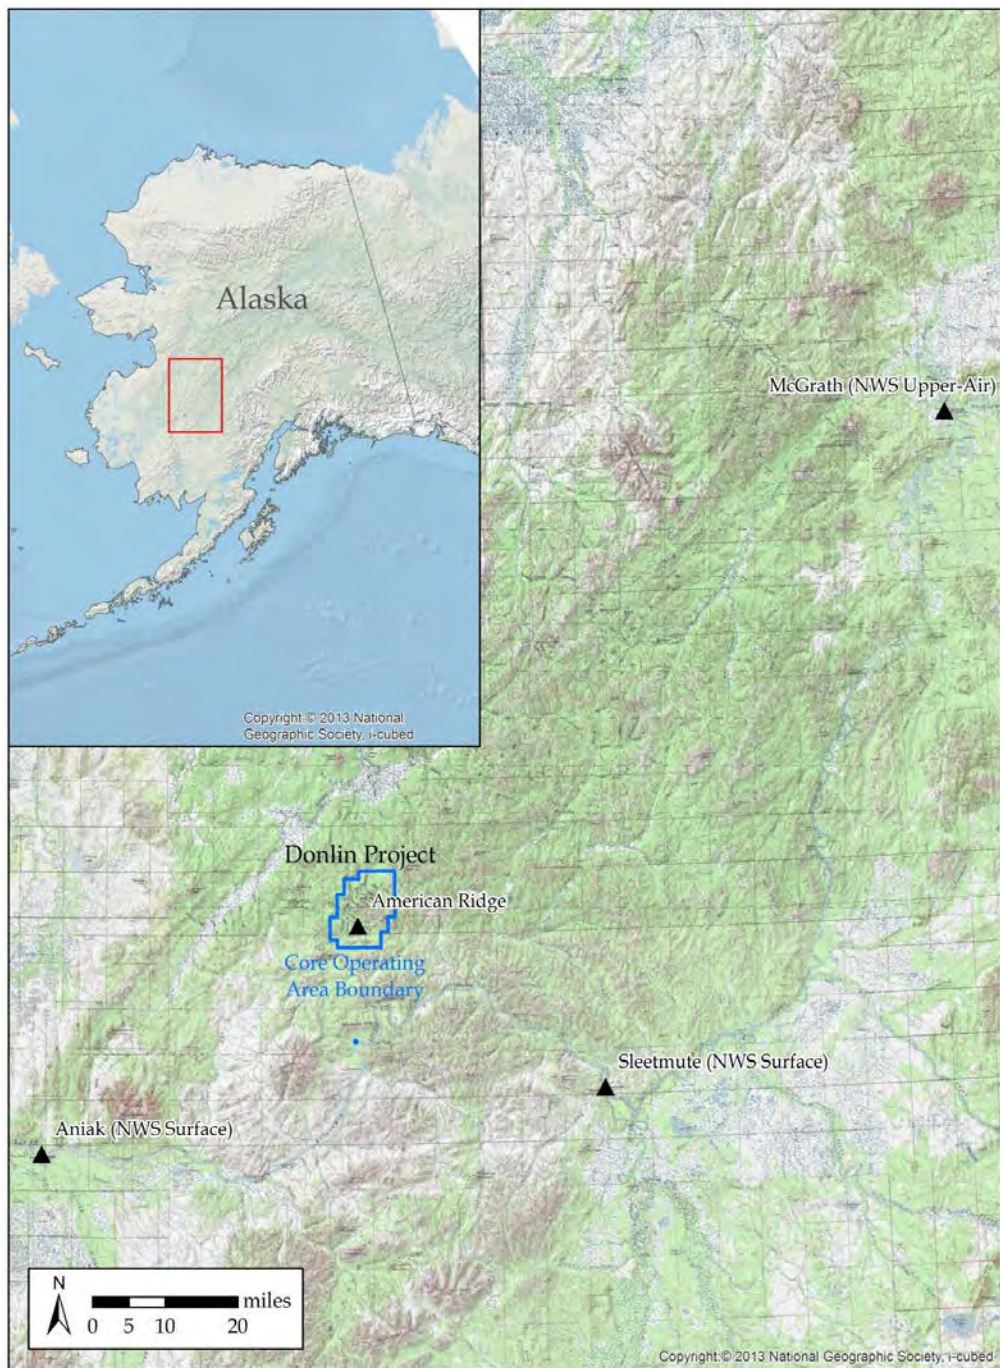 Alaska
Copyright:© 2013 National
Geographic Society, i-cubed
McGrath (NWS Upper-Air)
Donlin Project
American Ridge
Core Operating
Area Boundary
Sleetmute (NWS Surface)
Aniak (NWS Surface)
N
miles
0 5 10 20
Copyright:© 2013 National Geographic Society, i-cubed